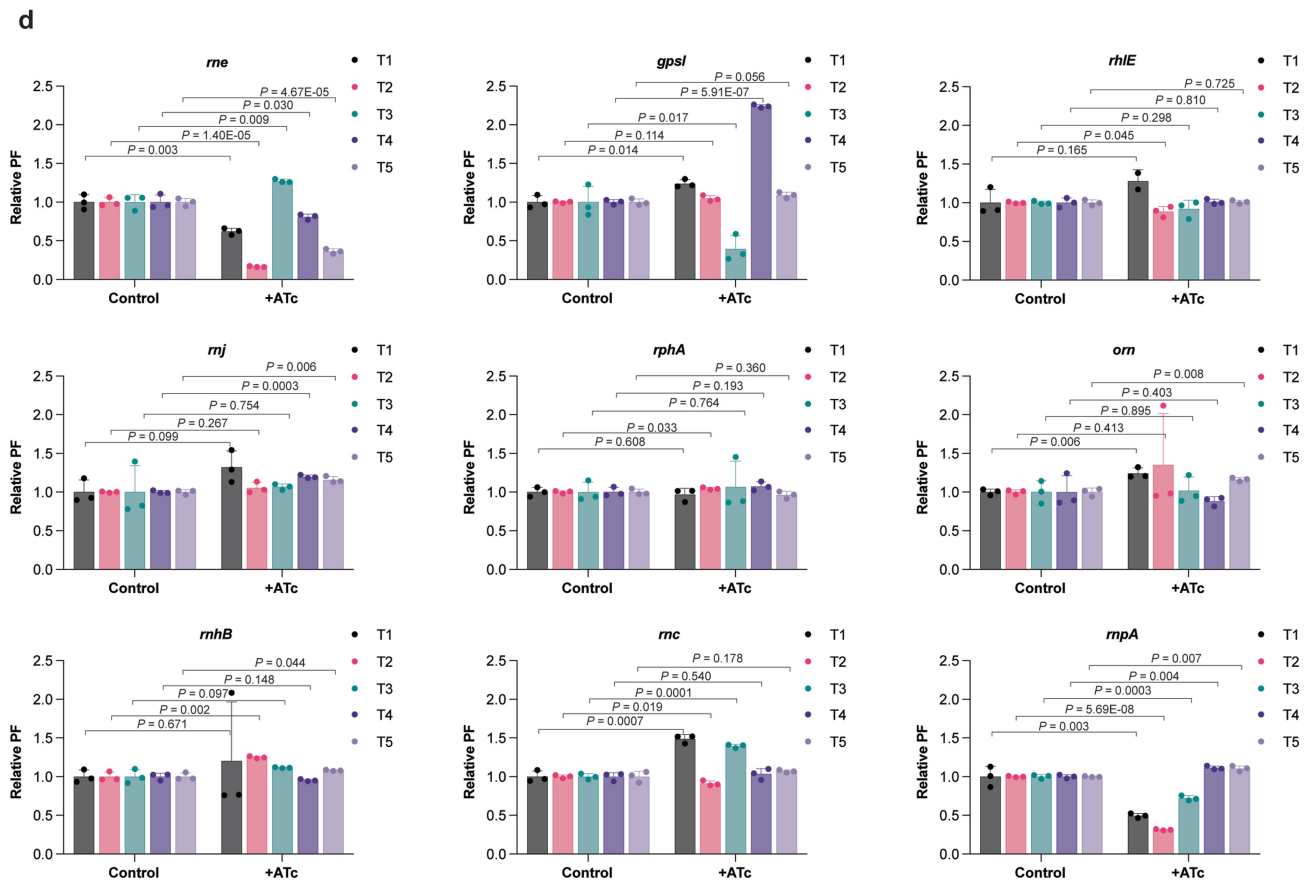 d
rne
T1
T2
T3
T4
T5
Relative PF
2.5
2.0
1.5
1.0
0.5
0.0
P = 4.67E-05
P = 0.030
P = 0.009
P = 1.40E-05
P = 0.003
Control
+ATc
gpsI
T1
T2
T3
T4
T5
Relative PF
2.5
2.0
1.5
1.0
0.5
0.0
P = 0.056
P = 5.91E-07
P = 0.017
P = 0.114
P = 0.014
Control
+ATc
rhlE
T1
T2
T3
T4
T5
Relative PF
2.5
2.0
1.5
1.0
0.5
0.0
P = 0.725
P = 0.810
P = 0.298
P = 0.045
P = 0.165
Control
+ATc
rnj
T1
T2
T3
T4
T5
Relative PF
2.5
2.0
1.5
1.0
0.5
0.0
P = 0.006
P = 0.0003
P = 0.754
P = 0.267
P = 0.099
Control
+ATc
rphA
T1
T2
T3
T4
T5
Relative PF
2.5
2.0
1.5
1.0
0.5
0.0
P = 0.360
P = 0.193
P = 0.764
P = 0.033
P = 0.608
Control
+ATc
orn
T1
T2
T3
T4
T5
Relative PF
2.5
2.0
1.5
1.0
0.5
0.0
P = 0.008
P = 0.403
P = 0.895
P = 0.413
P = 0.006
Control
+ATc
rnhB
T1
T2
T3
T4
T5
Relative PF
2.5
2.0
1.5
1.0
0.5
0.0
P = 0.044
P = 0.148
P = 0.097
P = 0.002
P = 0.671
Control
+ATc
rnc
T1
T2
T3
T4
T5
Relative PF
2.5
2.0
1.5
1.0
0.5
0.0
P = 0.178
P = 0.540
P = 0.0001
P = 0.019
P = 0.0007
Control
+ATc
rnpA
T1
T2
T3
T4
T5
Relative PF
2.5
2.0
1.5
1.0
0.5
0.0
P = 0.007
P = 0.004
P = 0.0003
P = 5.69E-08
P = 0.003
Control
+ATc